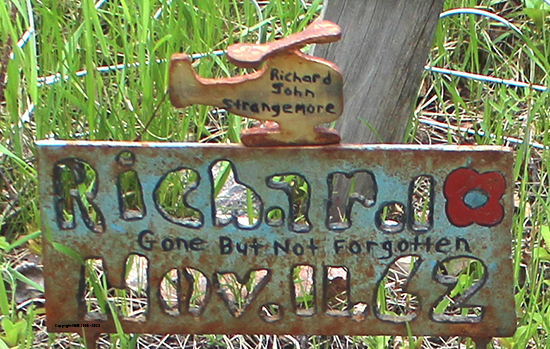 Richard
John
Strangemore
Richard
Gone But Not Forgotten
Nov. 11. 62